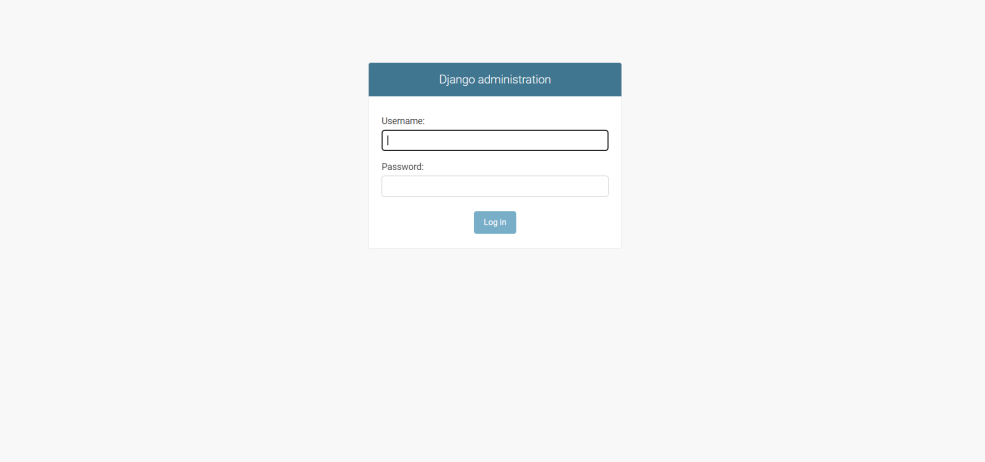 Django administration
Username:
Password:
Log in